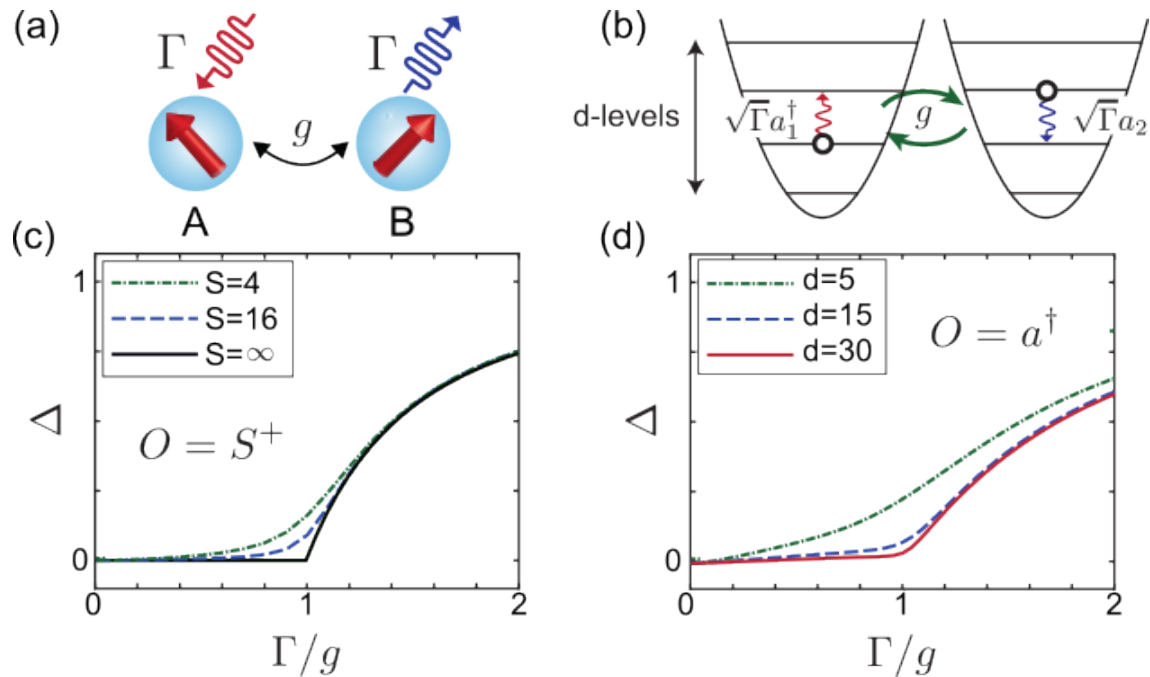 (a)
Γ
Γ
g
A
B
(b)
d-levels
√Γa₁†
g
√Γa₂
(c)
1
S=4
S=16
S=∞
Δ
O = S⁺
0
0
1
2
Γ/g
(d)
1
d=5
d=15
d=30
O = a†
Δ
0
0
1
2
Γ/g